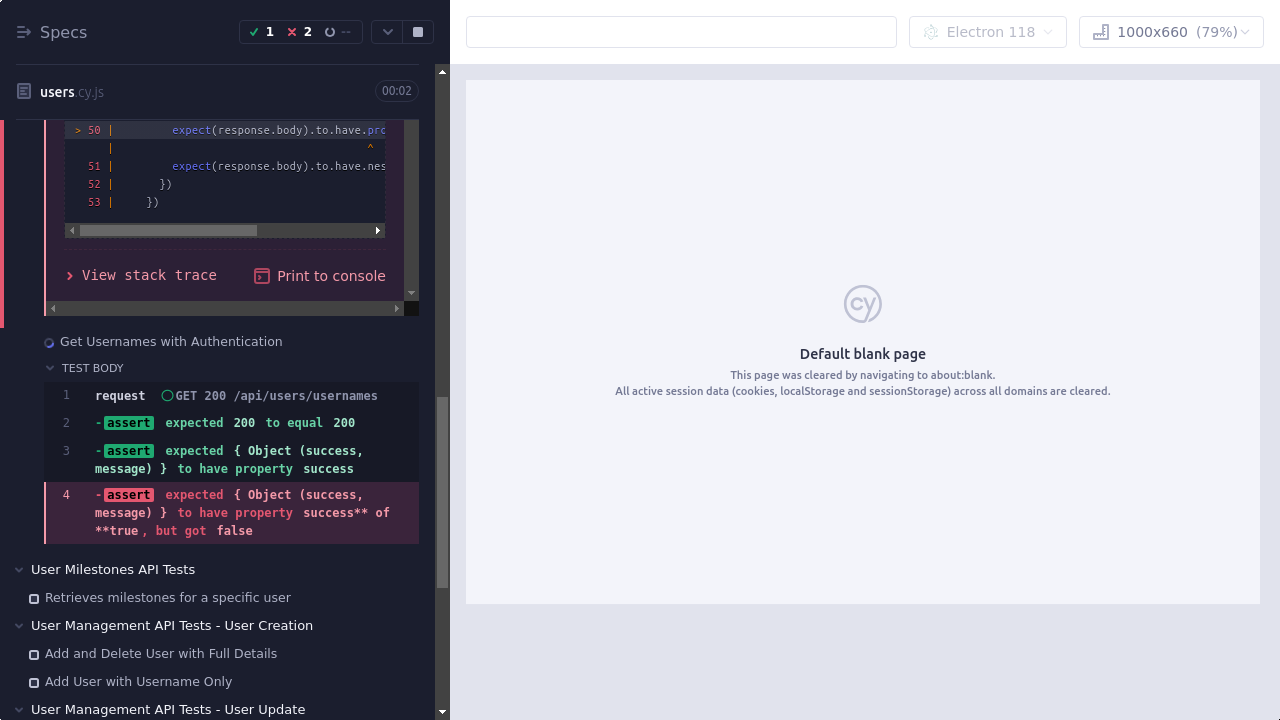 Specs
1
2
--
Electron 118
1000x660 (79%)
users.cy.js
00:02
> 50 | expect(response.body).to.have.pro
| ^
51 | expect(response.body).to.have.nes
52 | })
53 | })
View stack trace
Print to console
Get Usernames with Authentication
TEST BODY
1 request GET 200 /api/users/usernames
2 -assert expected 200 to equal 200
3 -assert expected { Object (success,
message) } to have property success
4 -assert expected { Object (success,
message) } to have property success** of
**true, but got false
User Milestones API Tests
Retrieves milestones for a specific user
User Management API Tests - User Creation
Add and Delete User with Full Details
Add User with Username Only
User Management API Tests - User Update
cy
Default blank page
This page was cleared by navigating to about:blank.
All active session data (cookies, localStorage and sessionStorage) across all domains are cleared.